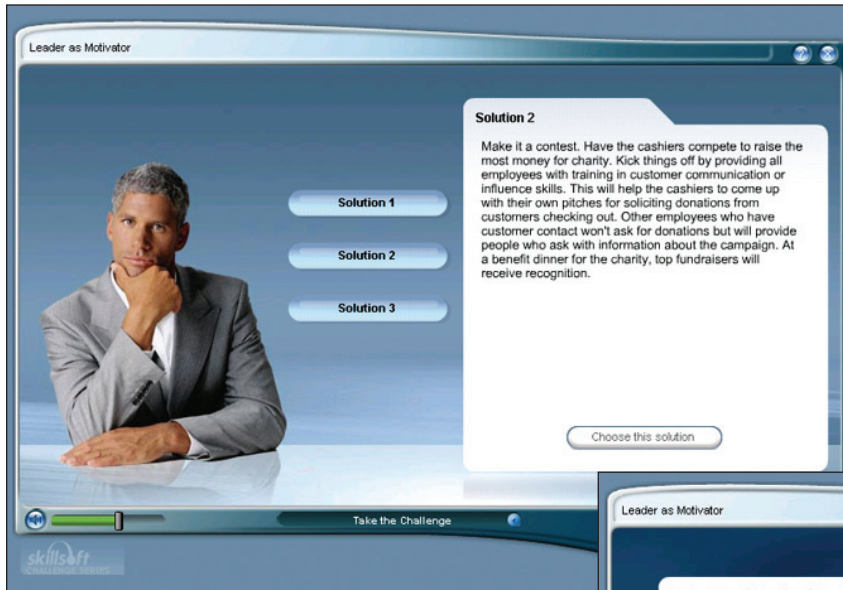 Leader as Motivator
Solution 2
Make it a contest. Have the cashiers compete to raise the
most money for charity. Kick things off by providing all
employees with training in customer communication or
influence skills. This will help the cashiers to come up
with their own pitches for soliciting donations from
customers checking out. Other employees who have
customer contact won't ask for donations but will provide
people who ask with information about the campaign. At
a benefit dinner for the charity, top fundraisers will
receive recognition.
Solution 1
Solution 2
Solution 3
Choose this solution
Take the Challenge
Leader as Motivator
skillsoft
CHALLENGE SERIES